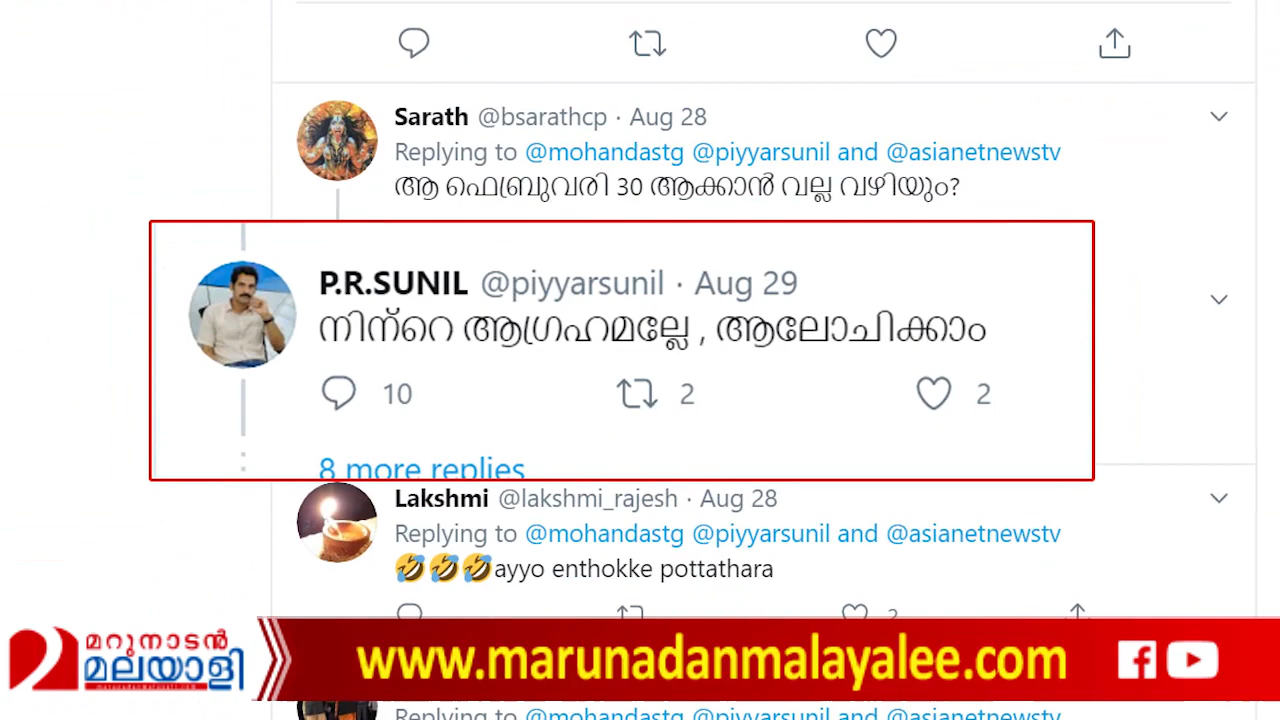 Sarath @bsarathcp · Aug 28
Replying to @mohandastg @piyyarsunil and @asianetnewstv
ആ ഫെബ്രുവരി 30 ആക്കാൻ വല്ല വഴിയും?
P.R.SUNIL @piyyarsunil · Aug 29
നിന്റെ ആഗ്രഹമല്ലേ , ആലോചിക്കാം
10 2 2
8 more replies
Lakshmi @lakshmi_rajesh · Aug 28
Replying to @mohandastg @piyyarsunil and @asianetnewstv
🤣🤣🤣ayyo enthokke pottathara
2
മറുനാടൻ
മലയാളി
www.marunadanmalayalee.com
Replying to @mohandastg @piyyarsunil and @asianetnewstv